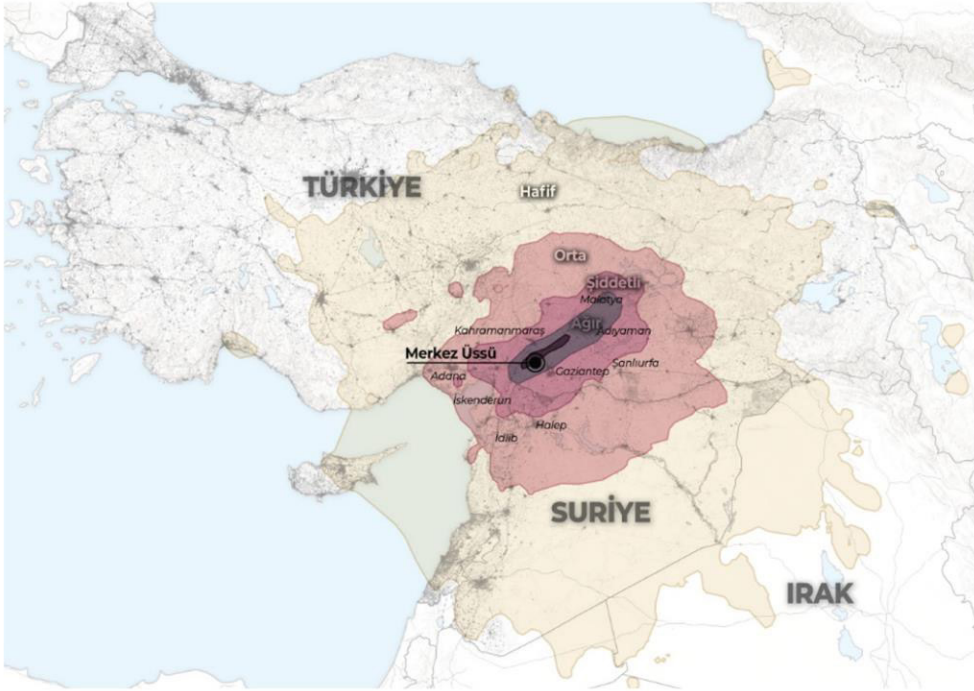 TÜRKİYE
Hafif
Orta
Şiddetli
Malatya
Ağır
Kahramanmaraş
Adıyaman
Merkez Üssü
Şanlıurfa
Gaziantep
Adana
İskenderun
Halep
İdlib
SURİYE
IRAK